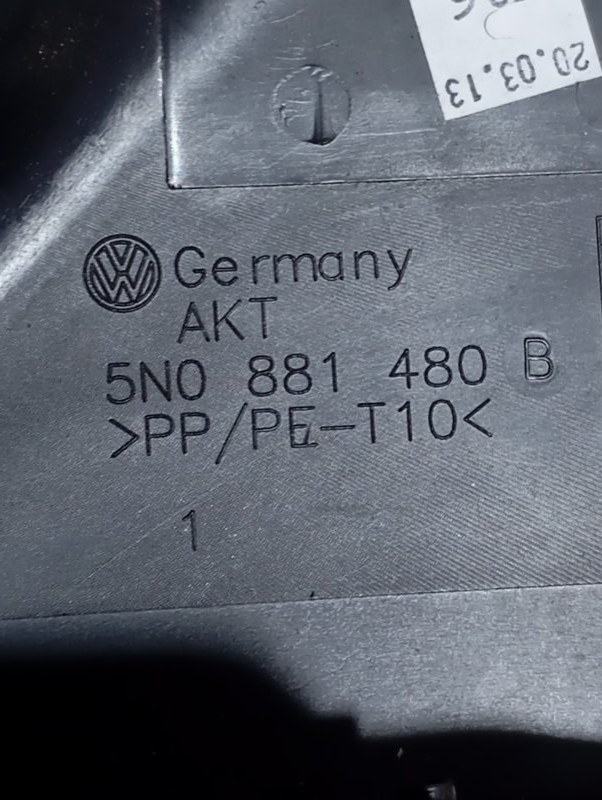 20.03.13
Germany
AKT
5N0 881 480 B
>PP/PE-T10<
1